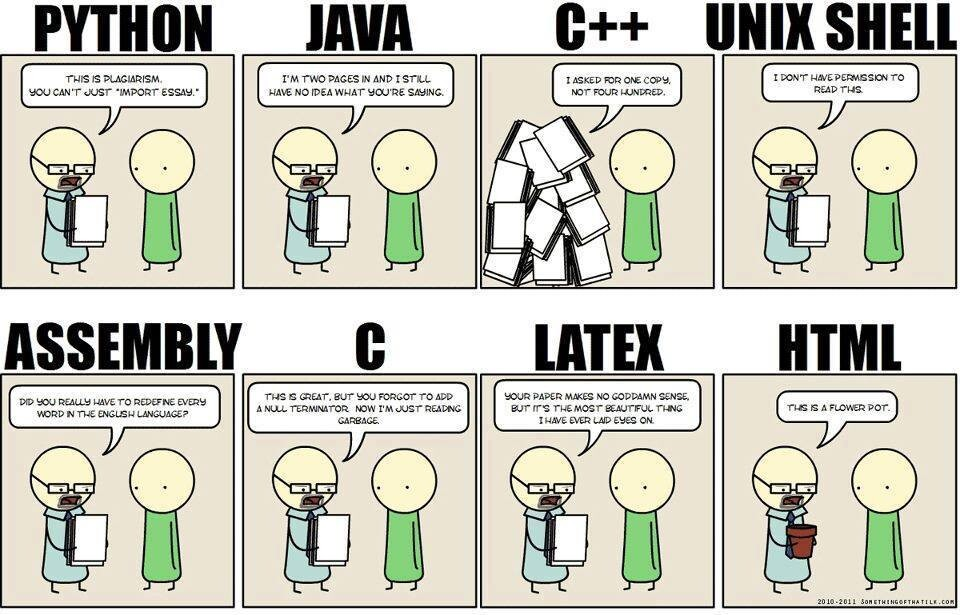 PYTHON
JAVA
C++
UNIX SHELL
THIS IS PLAGIARISM.
YOU CAN'T JUST "IMPORT ESSAY."
I'M TWO PAGES IN AND I STILL
HAVE NO IDEA WHAT YOU'RE SAYING.
I ASKED FOR ONE COPY,
NOT FOUR HUNDRED.
I DON'T HAVE PERMISSION TO
READ THIS.
ASSEMBLY
C
LATEX
HTML
DID YOU REALLY HAVE TO REDEFINE EVERY
WORD IN THE ENGLISH LANGUAGE?
THIS IS GREAT, BUT YOU FORGOT TO ADD
A NULL TERMINATOR. NOW I'M JUST READING
GARBAGE.
YOUR PAPER MAKES NO GODDAMN SENSE,
BUT IT'S THE MOST BEAUTIFUL THING
I HAVE EVER LAID EYES ON.
THIS IS A FLOWER POT.
2010-2011 SOMETHINGOFTHATILK.COM